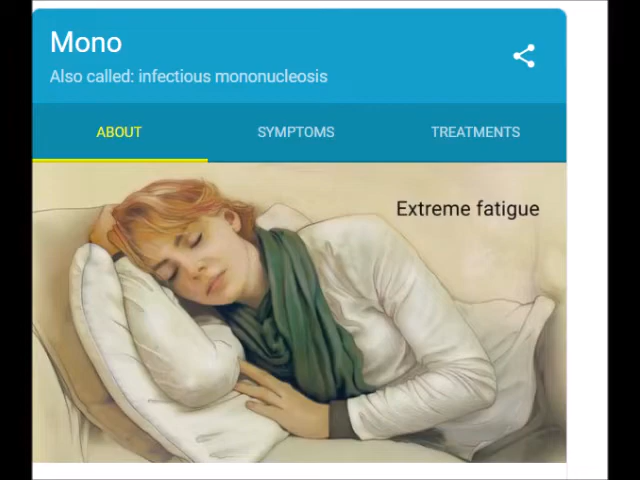 Mono
Also called: infectious mononucleosis
ABOUT
SYMPTOMS
TREATMENTS
Extreme fatigue